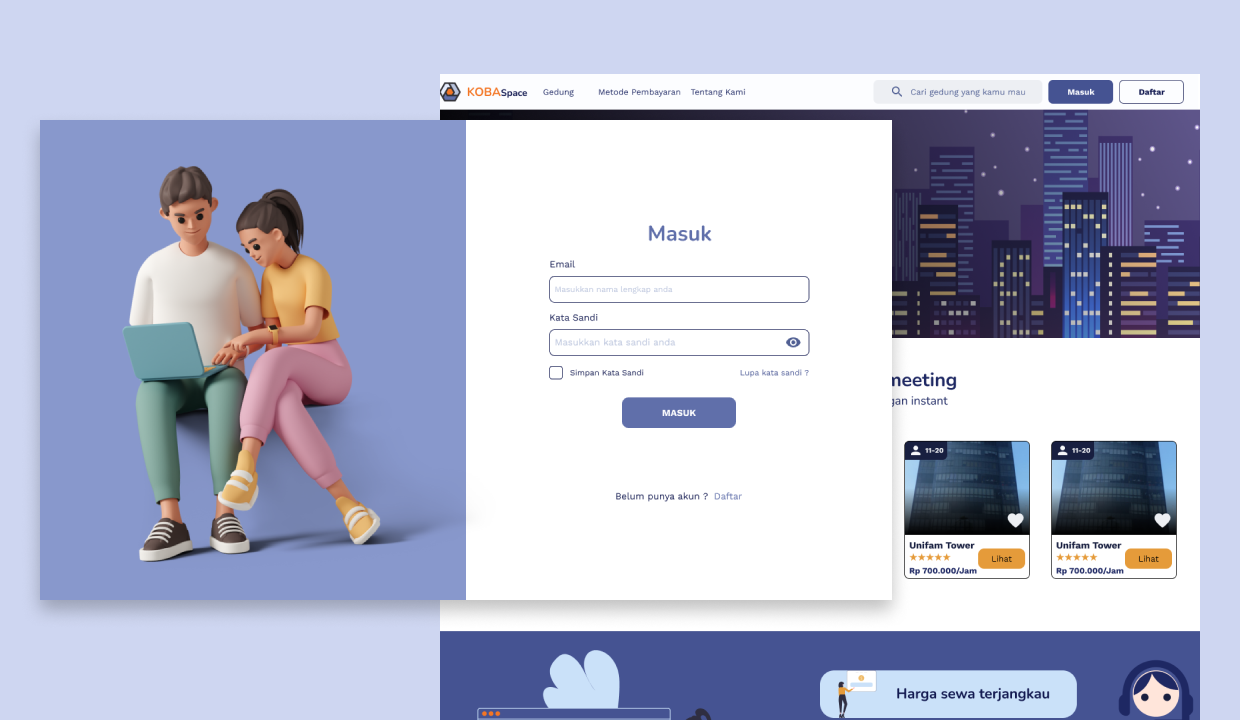 KOBASpace
Gedung
Metode Pembayaran
Tentang Kami
Cari gedung yang kamu mau
Masuk
Daftar
Masuk
Email
Masukkan nama lengkap anda
Kata Sandi
Masukkan kata sandi anda
Simpan Kata Sandi
Lupa kata sandi ?
MASUK
Belum punya akun ? Daftar
meeting
gan instant
11-20
Unifam Tower
Rp 700.000/Jam
Lihat
11-20
Unifam Tower
Rp 700.000/Jam
Lihat
Harga sewa terjangkau